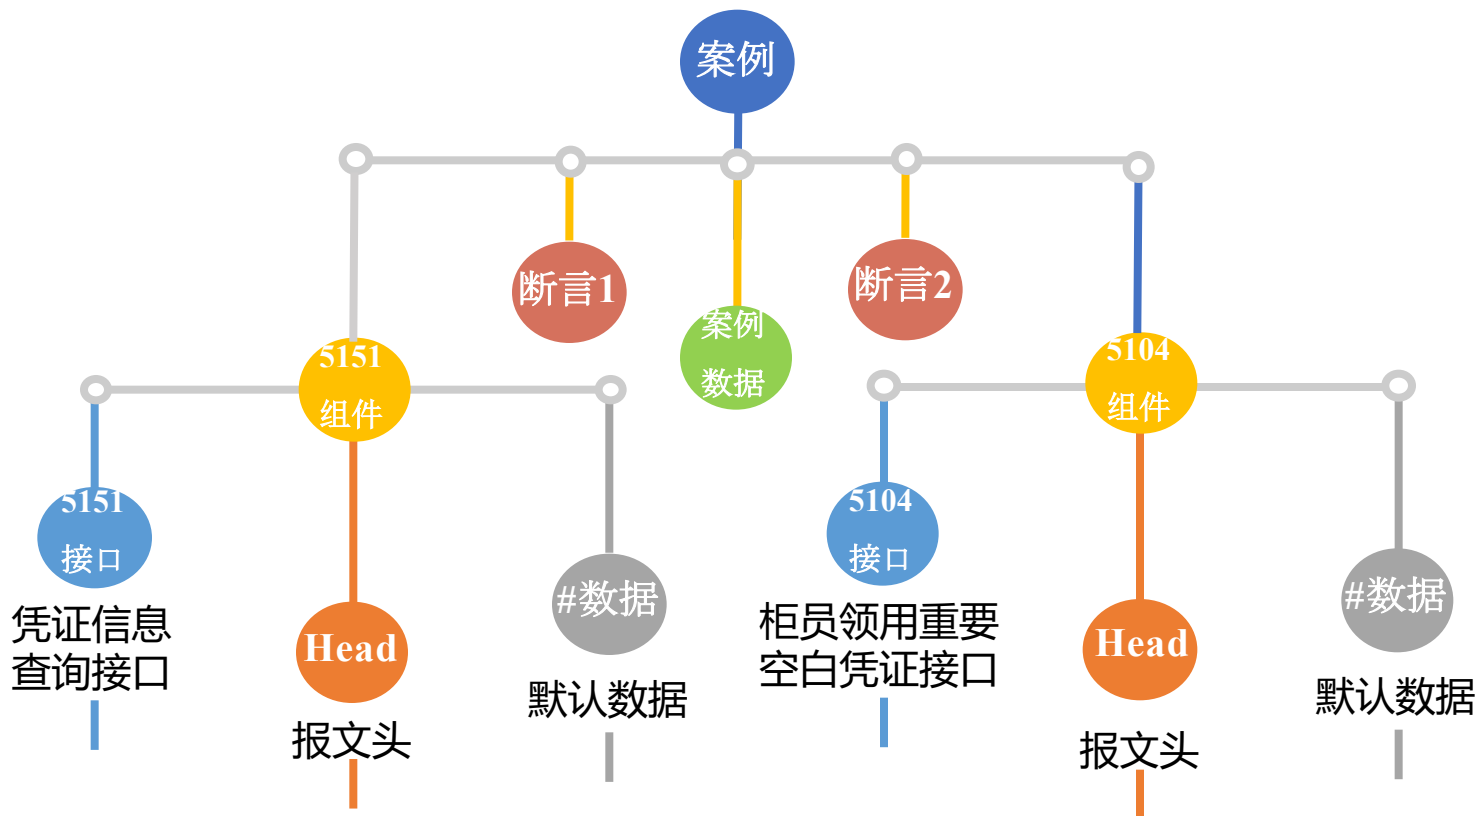 案例
断言1
断言2
案例
数据
5151
组件
5104
组件
5151
接口
凭证信息
查询接口
Head
报文头
#数据
默认数据
5104
接口
柜员领用重要
空白凭证接口
Head
报文头
#数据
默认数据